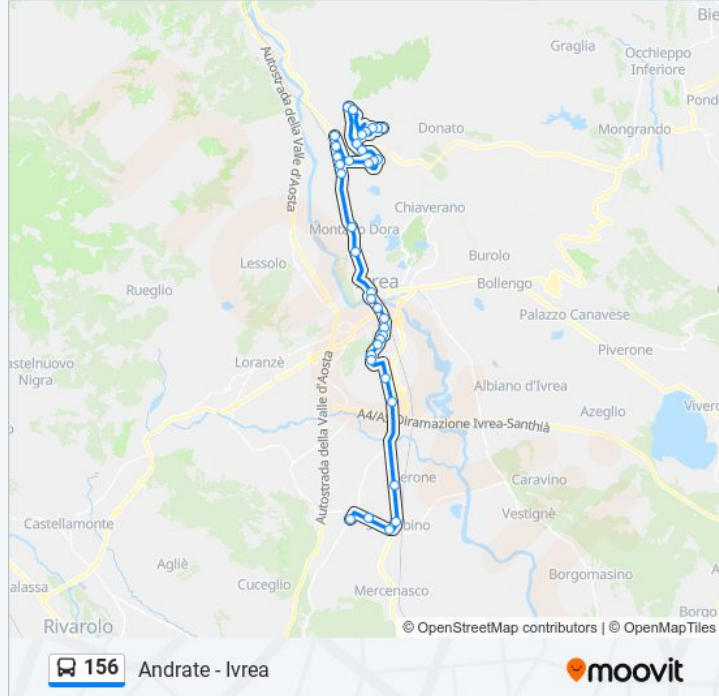 Bie
Graglia
Occhieppo
Inferiore
Pond
Donato
Mongrando
Autostrada della Valle d'Aosta
Chiaverano
Lessolo
Burolo
Bollengo
Rueglio
Palazzo Canavese
Piverone
astelnuovo
Nigra
Loranzè
Albiano d'Ivrea
Azeglio
Vivero
Autostrada della Valle d'Aosta
Diramazione Ivrea-Santhià
Caravino
Vestignè
Castellamonte
Agliè
Cuceglio
Mercenasco
Borgomasino
alassa
Borgo
Rivarolo
© OpenStreetMap contributors | © OpenMapTiles
156 Andrate - Ivrea
moovit